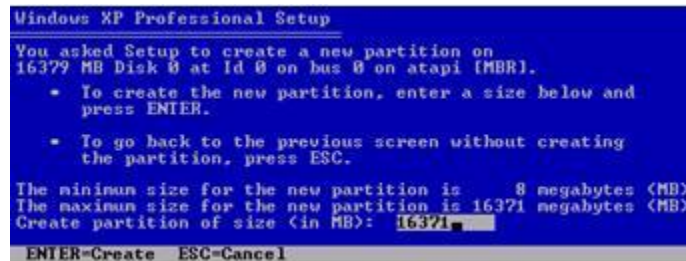 Windows XP Professional Setup
You asked Setup to create a new partition on
16379 MB Disk 0 at Id 0 on bus 0 on atapi [MBR].
• To create the new partition, enter a size below and
press ENTER.
• To go back to the previous screen without creating
the partition, press ESC.
The minimum size for the new partition is 8 megabytes (MB)
The maximum size for the new partition is 16371 megabytes (MB)
Create partition of size (in MB): 16371_
ENTER=Create ESC=Cancel